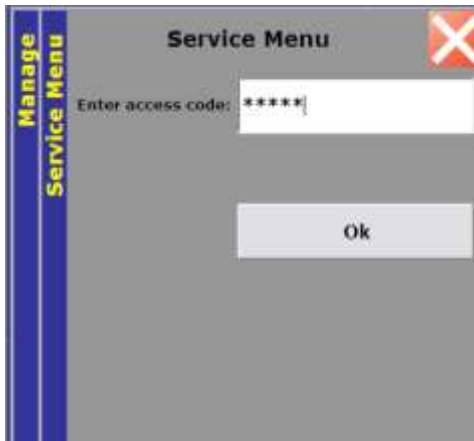 Manage
Service Menu
Service Menu
Enter access code: *****
Ok